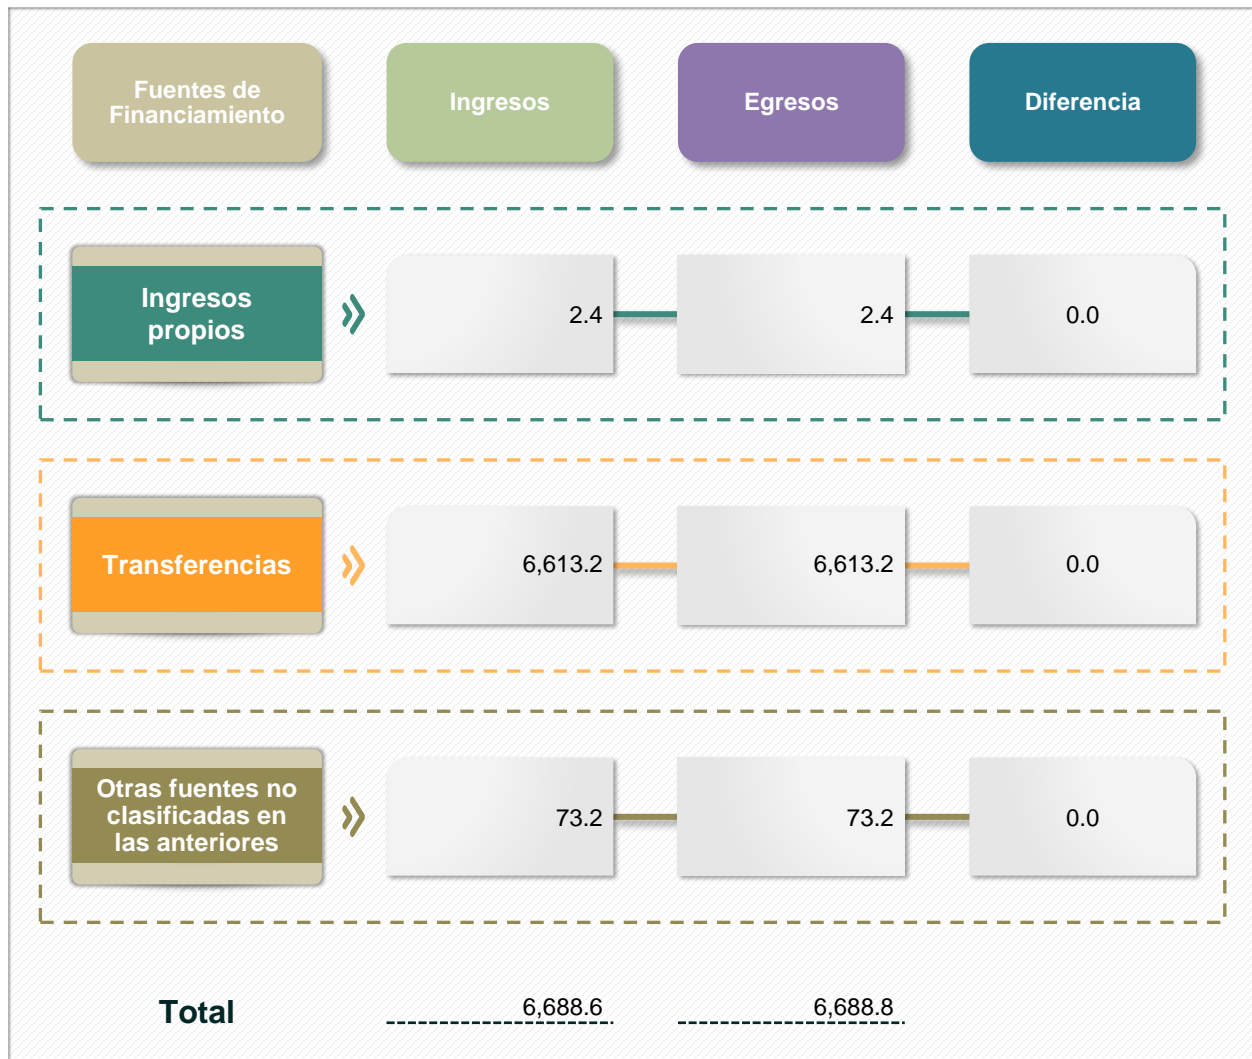 Fuentes de
Financiamiento
Ingresos
Egresos
Diferencia
Ingresos
propios
2.4
2.4
0.0
Transferencias
6,613.2
6,613.2
0.0
Otras fuentes no
clasificadas en
las anteriores
73.2
73.2
0.0
Total
6,688.6
6,688.8